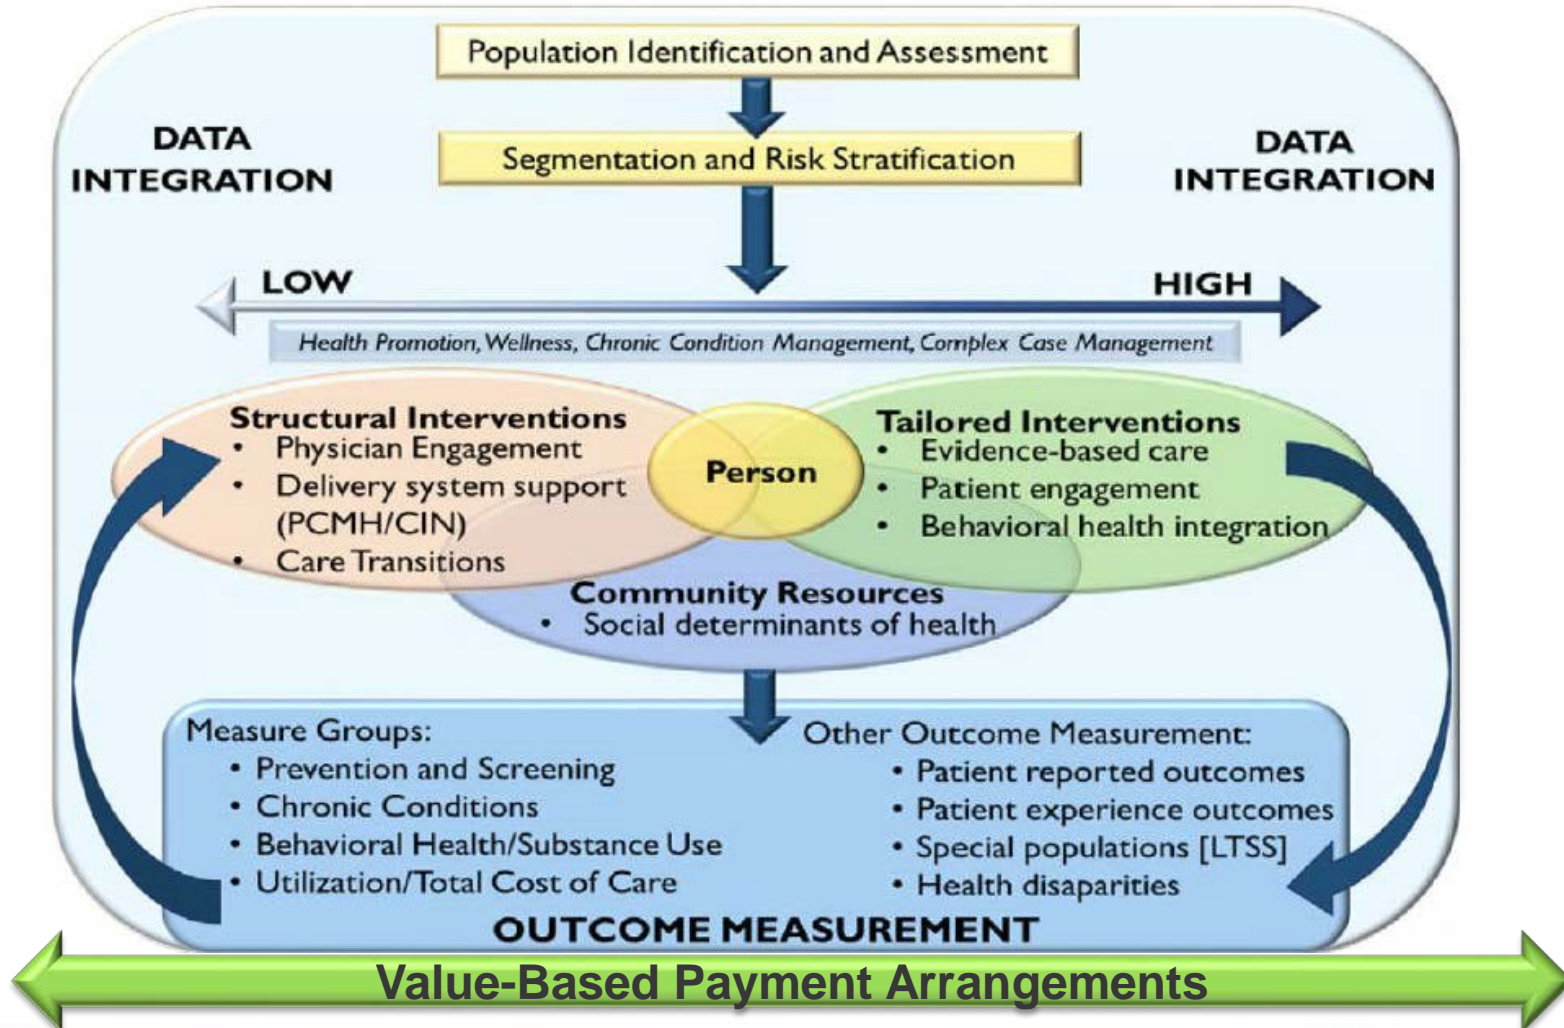 Population Identification and Assessment
DATA
INTEGRATION
Segmentation and Risk Stratification
DATA
INTEGRATION
LOW
HIGH
Health Promotion, Wellness, Chronic Condition Management, Complex Case Management
Structural Interventions
• Physician Engagement
• Delivery system support
(PCMH/CIN)
• Care Transitions
Person
Tailored Interventions
• Evidence-based care
• Patient engagement
• Behavioral health integration
Community Resources
• Social determinants of health
Measure Groups:
• Prevention and Screening
• Chronic Conditions
• Behavioral Health/Substance Use
• Utilization/Total Cost of Care
Other Outcome Measurement:
• Patient reported outcomes
• Patient experience outcomes
• Special populations [LTSS]
• Health disaparities
OUTCOME MEASUREMENT
Value-Based Payment Arrangements